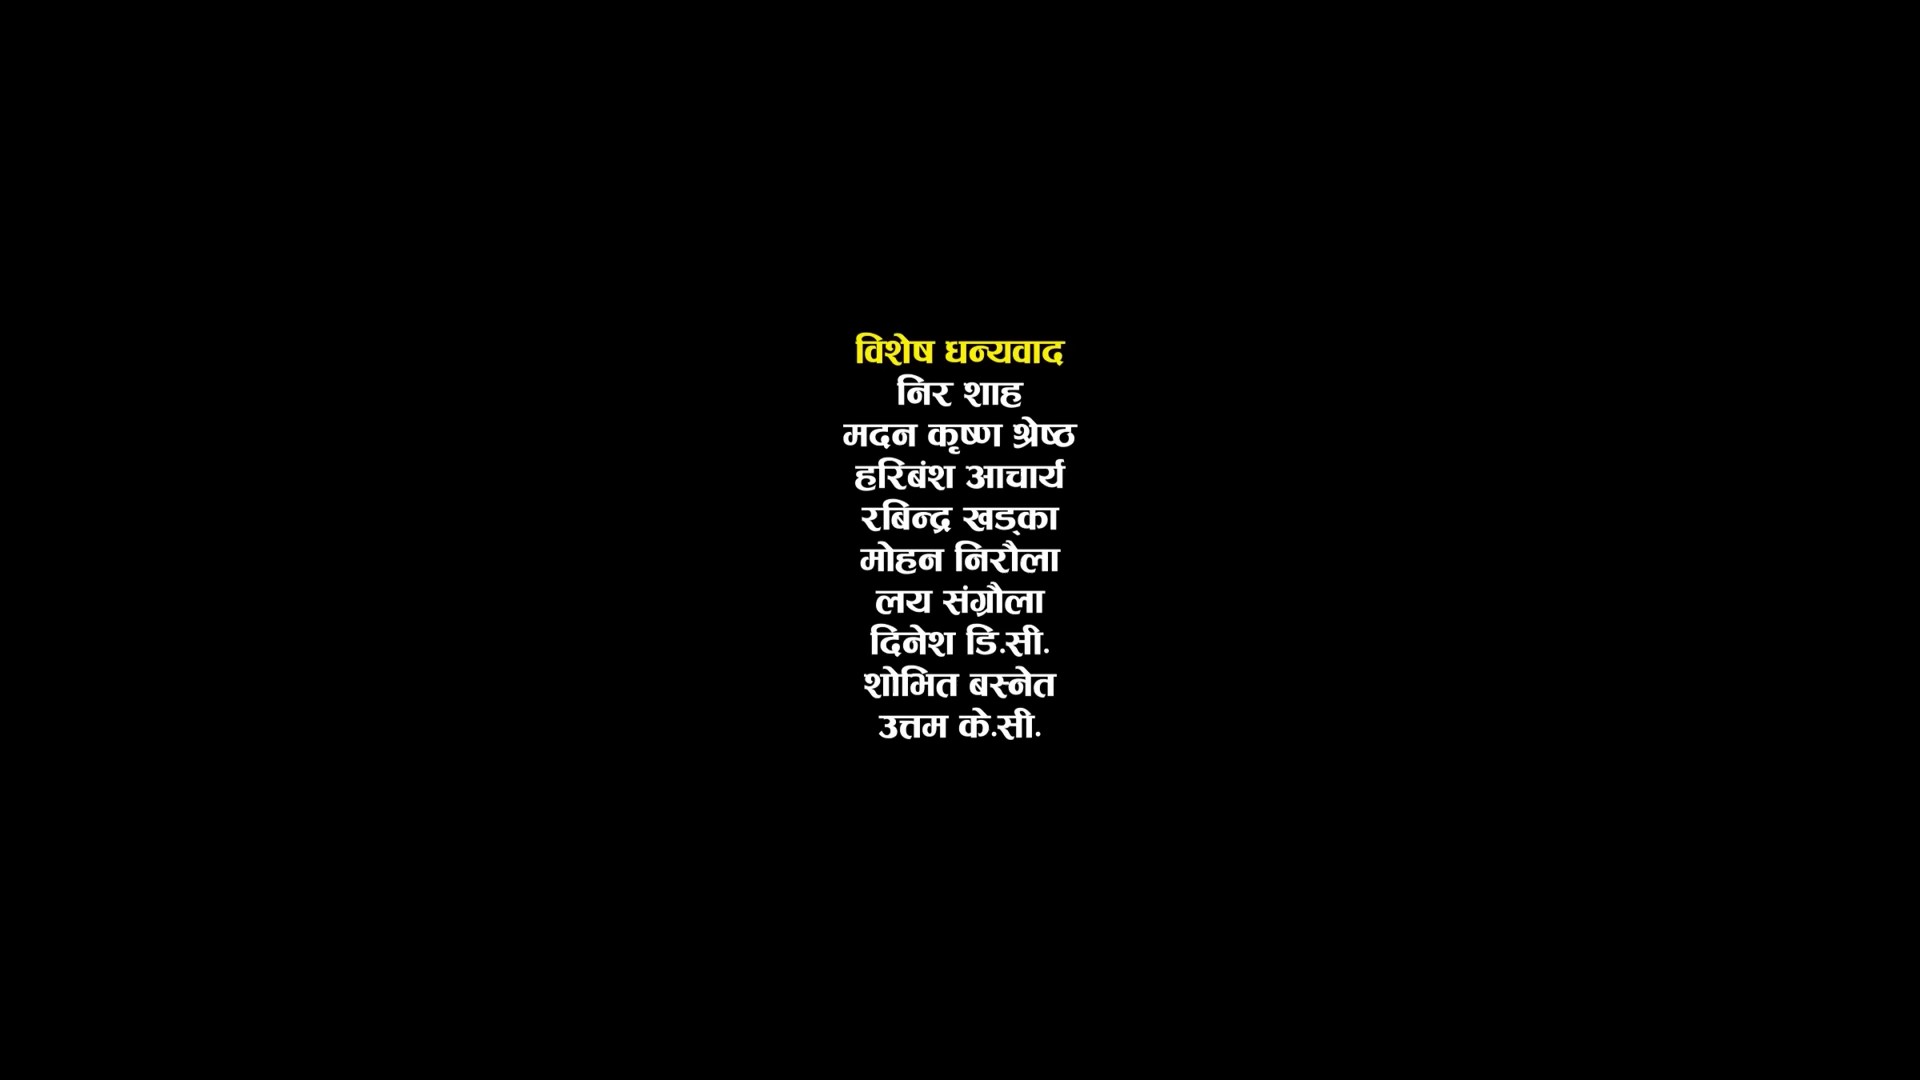 विशेष धन्यवाद
निर शाह
मदन कृष्ण श्रेष्ठ
हरिबंश आचार्य
रबिन्द्र खड्का
मोहन निरौला
लय संग्रौला
दिनेश डि.सी.
शोभित बस्नेत
उत्तम के.सी.